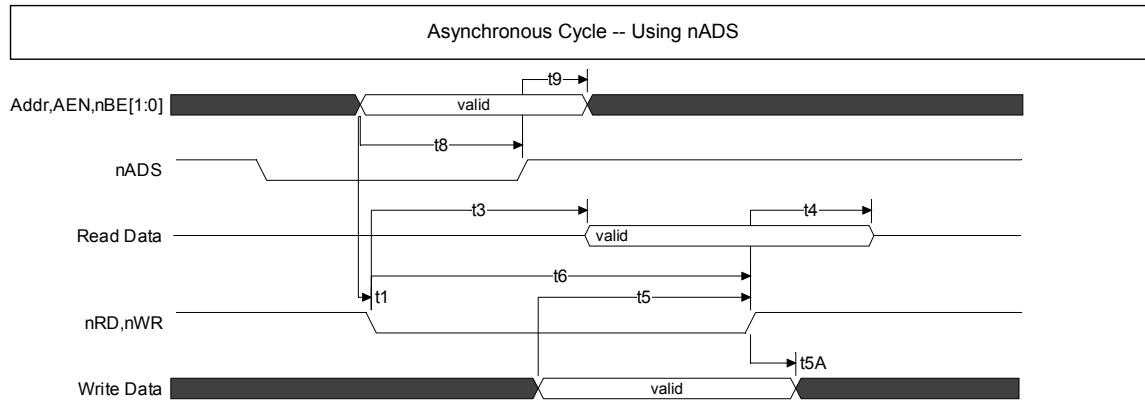 Asynchronous Cycle -- Using nADS
t9
Addr,AEN,nBE[1:0]
valid
t8
nADS
t3
t4
Read Data
valid
t6
t1
t5
nRD,nWR
t5A
Write Data
valid